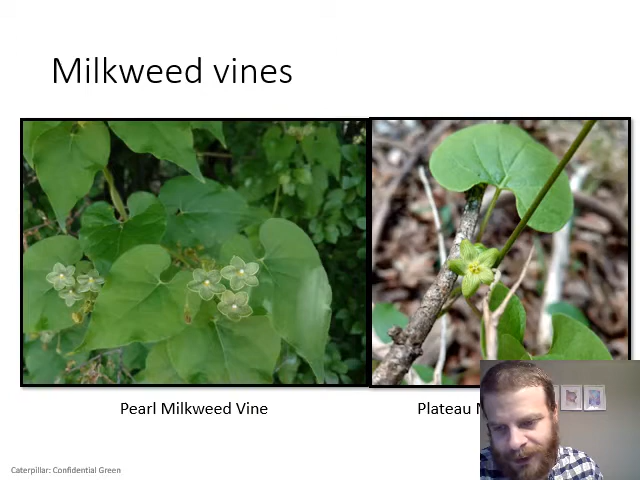 Milkweed vines
Pearl Milkweed Vine
Plateau
Caterpillar: Confidential Green